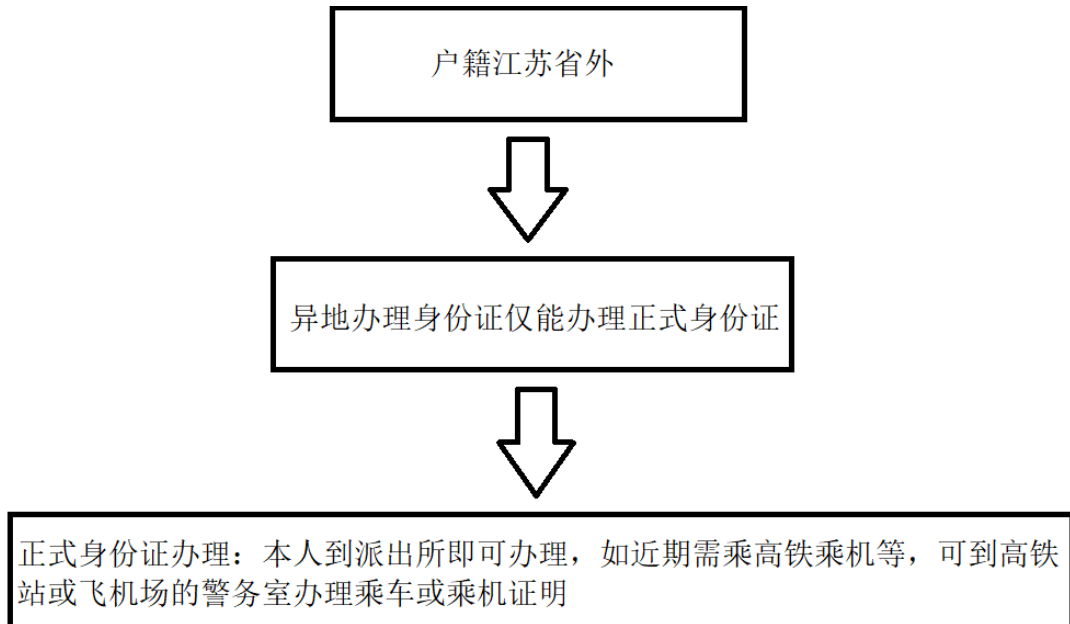 户籍江苏省外
异地办理身份证仅能办理正式身份证
正式身份证办理：本人到派出所即可办理，如近期需乘高铁乘机等，可到高铁
站或飞机场的警务室办理乘车或乘机证明